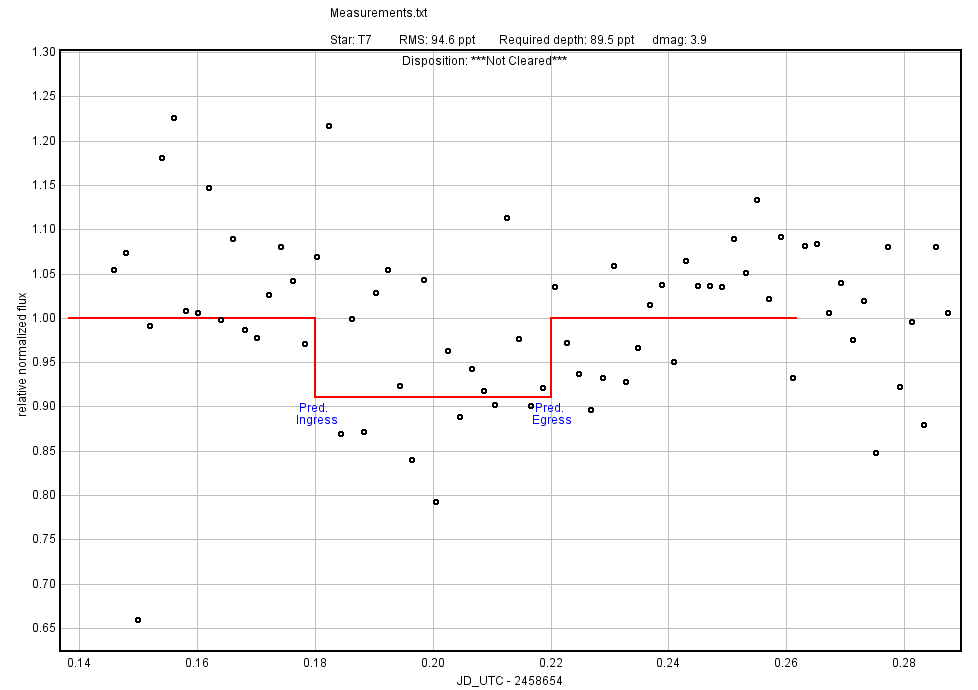 Measurements.txt
Star: T7 RMS: 94.6 ppt Required depth: 89.5 ppt dmag: 3.9
Disposition: ***Not Cleared***
1.30
1.25
1.20
1.15
1.10
1.05
1.00
0.95
0.90
0.85
0.80
0.75
0.70
0.65
relative normalized flux
Pred.
Ingress
Pred.
Egress
0.14 0.16 0.18 0.20 0.22 0.24 0.26 0.28
JD_UTC - 2458654